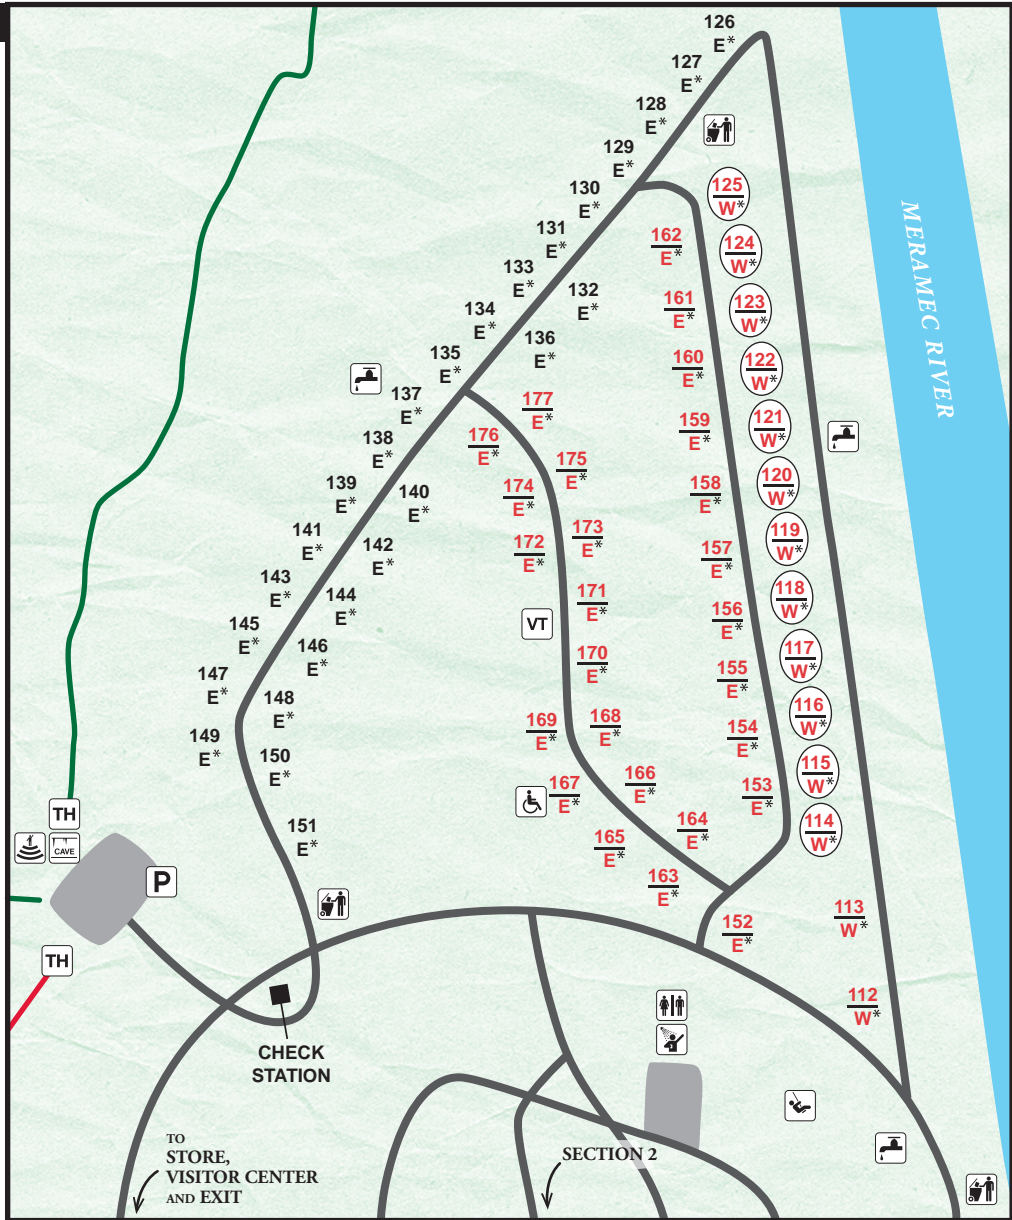 126
E*
127
E*
128
E*
129
E*
130
E*
125
W*
131
E*
162
E*
124
W*
133
E*
132
E*
161
E*
123
W*
134
E*
136
E*
160
E*
122
W*
135
E*
137
E*
177
E*
159
E*
121
W*
138
E*
176
E*
175
E*
120
W*
139
E*
140
E*
174
E*
158
E*
141
E*
142
E*
172
E*
173
E*
157
E*
119
W*
143
E*
144
E*
171
E*
156
E*
118
W*
VT
145
E*
146
E*
170
E*
155
E*
117
W*
147
E*
148
E*
169
E*
168
E*
154
E*
116
W*
149
E*
150
E*
167
E*
166
E*
153
E*
115
W*
151
E*
165
E*
164
E*
114
W*
163
E*
152
E*
113
W*
112
W*
MERAMEC RIVER
TH
CAVE
P
TH
CHECK
STATION
TO
STORE,
VISITOR CENTER
AND EXIT
SECTION 2